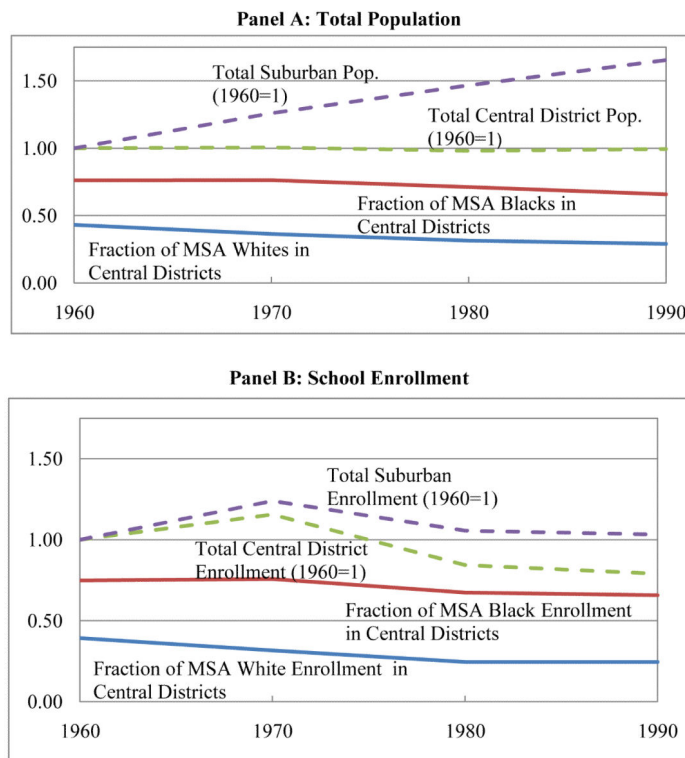 Panel A: Total Population
1.50
1.00
0.50
0.00
Total Suburban Pop.
(1960=1)
Total Central District Pop.
(1960=1)
Fraction of MSA Blacks in
Central Districts
Fraction of MSA Whites in
Central Districts
1960 1970 1980 1990
Panel B: School Enrollment
1.50
1.00
0.50
0.00
Total Suburban
Enrollment (1960=1)
Total Central District
Enrollment (1960=1)
Fraction of MSA Black Enrollment
in Central Districts
Fraction of MSA White Enrollment in
Central Districts
1960 1970 1980 1990